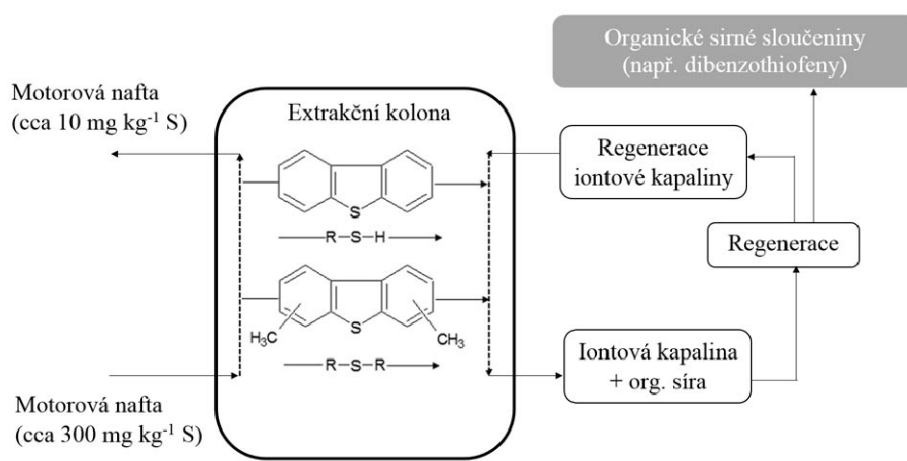 Organické sirné sloučeniny
(např. dibenzothiofeny)
Motorová nafta
(cca 10 mg kg⁻¹ S)
Extrakční kolona
Regenerace
iontové kapaliny
S
R-S-H
Regenerace
S
H₃C
CH₃
R-S-R
Iontová kapalina
+ org. síra
Motorová nafta
(cca 300 mg kg⁻¹ S)